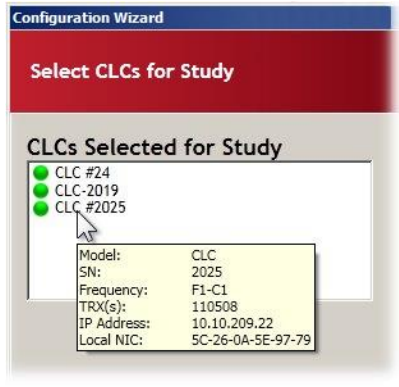 Configuration Wizard
Select CLCs for Study
CLCs Selected for Study
CLC #24
CLC-2019
CLC #2025
Model: CLC
SN: 2025
Frequency: F1-C1
TRX(s): 110508
IP Address: 10.10.209.22
Local NIC: 5C-26-0A-5E-97-79